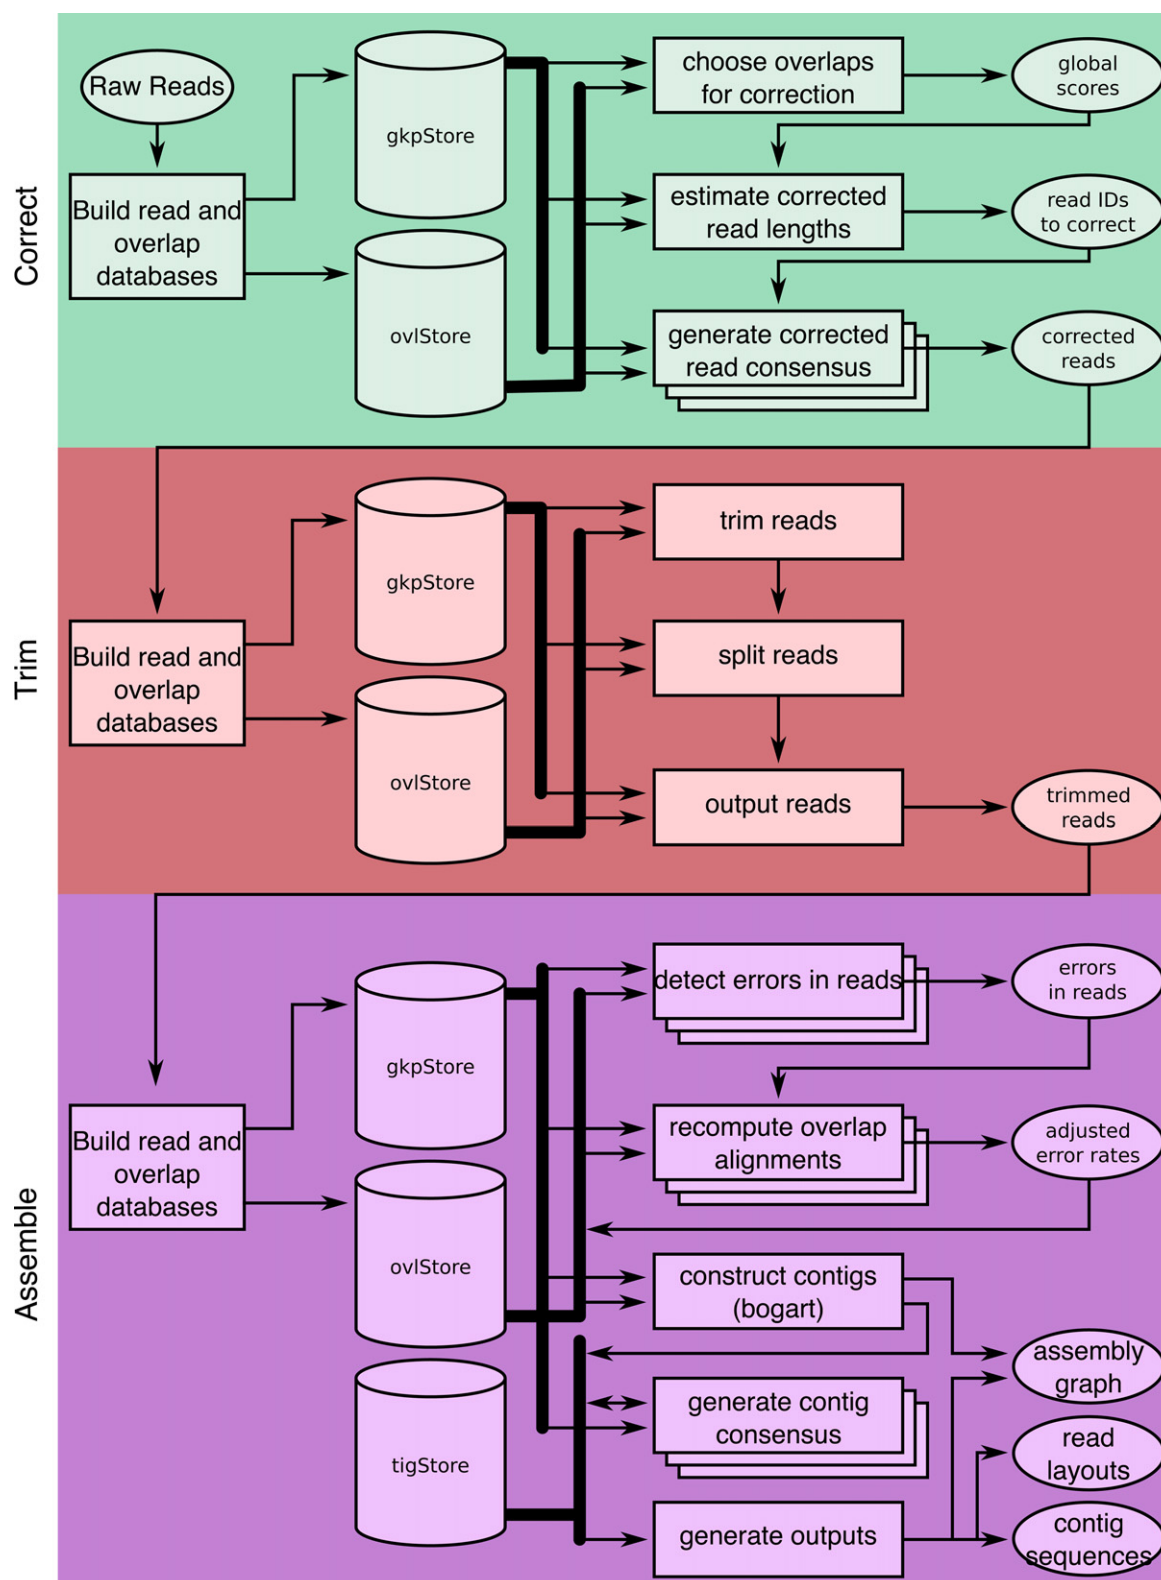 Correct
Raw Reads
Build read and
overlap
databases
gkpStore
ovlStore
choose overlaps
for correction
global
scores
estimate corrected
read lengths
read IDs
to correct
generate corrected
read consensus
corrected
reads
Trim
Build read and
overlap
databases
gkpStore
ovlStore
trim reads
split reads
output reads
trimmed
reads
Assemble
Build read and
overlap
databases
gkpStore
ovlStore
tigStore
detect errors in reads
errors
in reads
recompute overlap
alignments
adjusted
error rates
construct contigs
(bogart)
assembly
graph
generate contig
consensus
read
layouts
generate outputs
contig
sequences